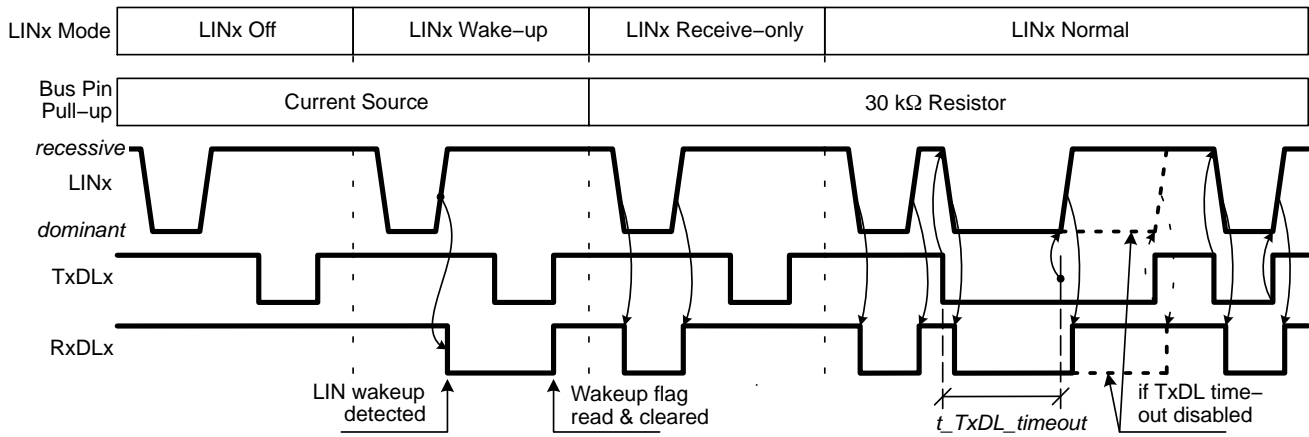 LINx Mode
LINx Off
LINx Wake−up
LINx Receive−only
LINx Normal
Bus Pin
Pull−up
Current Source
30 kΩ Resistor
recessive
LINx
dominant
TxDLx
RxDLx
LIN wakeup
detected
Wakeup flag
read & cleared
t_TxDL_timeout
if TxDL time−
out disabled